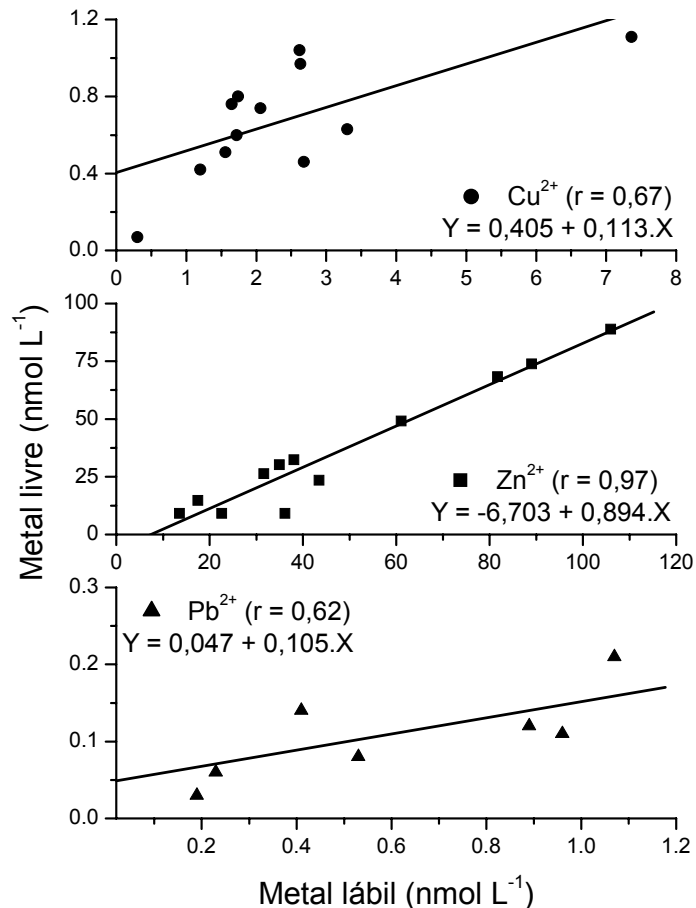 Metal livre (nmol L⁻¹)
1.2
0.8
0.4
0.0
Cu²⁺ (r = 0,67)
Y = 0,405 + 0,113.X
0 1 2 3 4 5 6 7 8
100
75
50
25
0
Zn²⁺ (r = 0,97)
Y = -6,703 + 0,894.X
0 20 40 60 80 100 120
0.3
0.2
0.1
0.0
Pb²⁺ (r = 0,62)
Y = 0,047 + 0,105.X
0.2 0.4 0.6 0.8 1.0 1.2
Metal lábil (nmol L⁻¹)